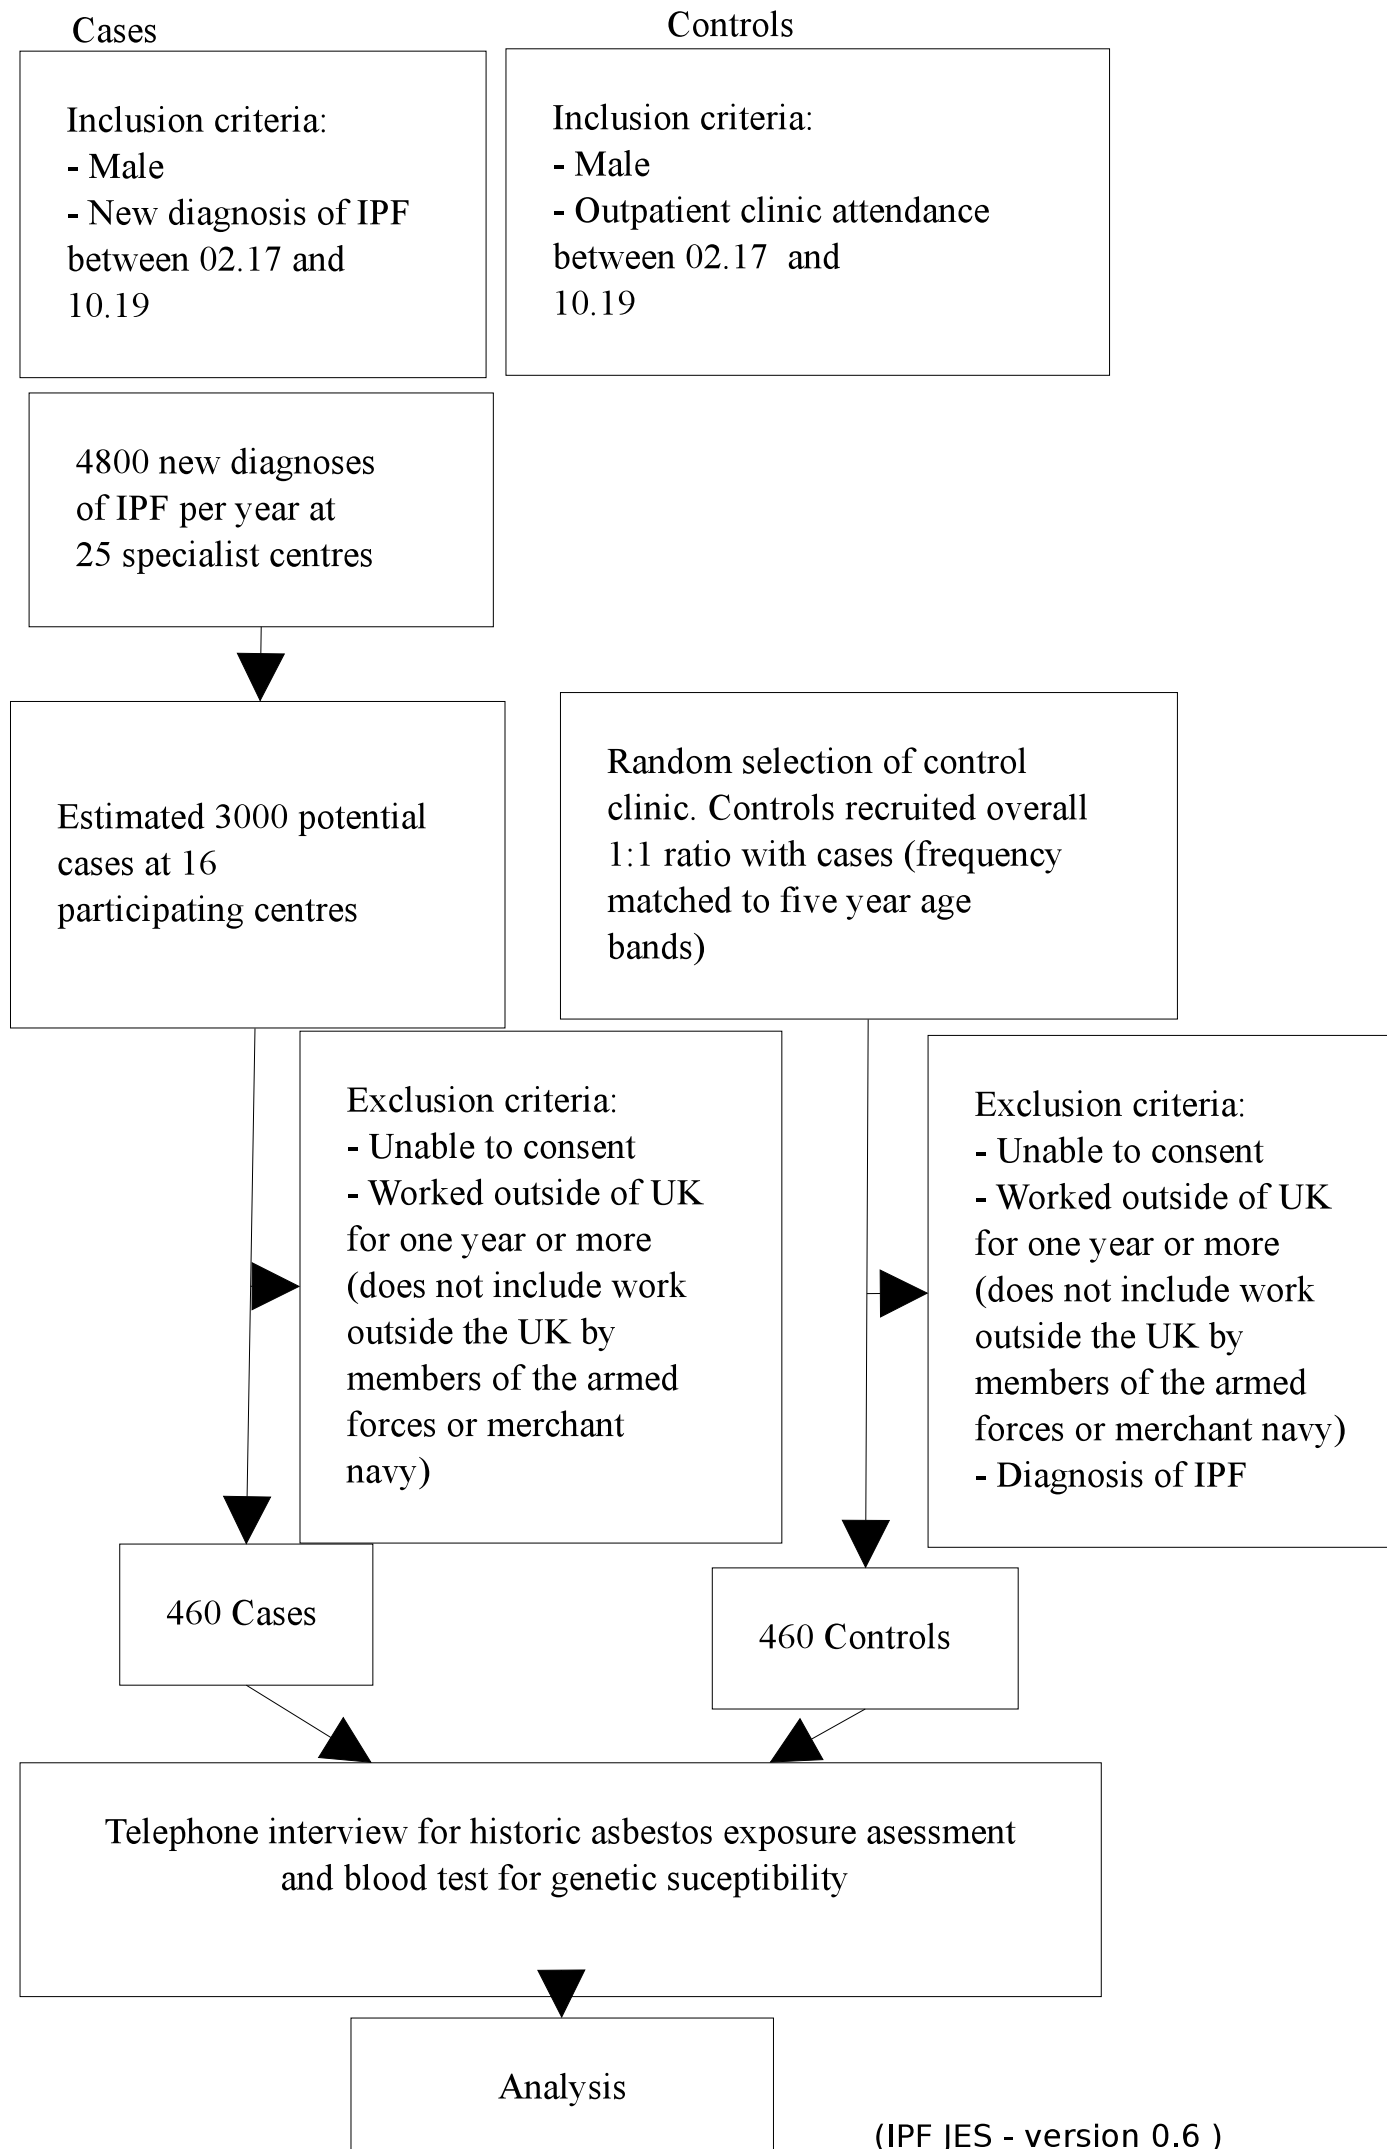 Cases
Controls
Inclusion criteria:
- Male
- New diagnosis of IPF
between 02.17 and
10.19
Inclusion criteria:
- Male
- Outpatient clinic attendance
between 02.17  and
10.19
4800 new diagnoses
of IPF per year at
25 specialist centres
Estimated 3000 potential
cases at 16
participating centres
Random selection of control
clinic. Controls recruited overall
1:1 ratio with cases (frequency
matched to five year age
bands)
Exclusion criteria:
- Unable to consent
- Worked outside of UK
for one year or more
(does not include work
outside the UK by
members of the armed
forces or merchant
navy)
Exclusion criteria:
- Unable to consent
- Worked outside of UK
for one year or more
(does not include work
outside the UK by
members of the armed
forces or merchant navy)
- Diagnosis of IPF
460 Cases
460 Controls
Telephone interview for historic asbestos exposure asessment
and blood test for genetic suceptibility
Analysis
(IPF JES - version 0.6 )